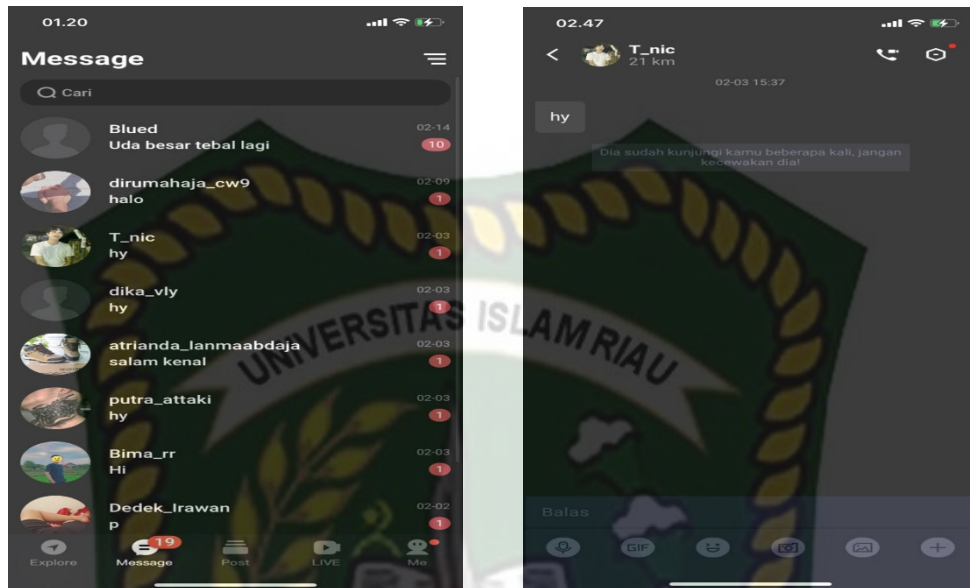 01.20
Message
Cari
Blued
02-14
Uda besar tebal lagi
10
dirumahaja_cw9
02-09
halo
1
T_nic
02-03
hy
1
dika_vly
02-03
hy
1
atrianda_lanmaabdaja
02-03
salam kenal
1
putra_attaki
02-03
hy
1
Bima_rr
02-03
Hi
1
Dedek_Irawan
02-02
p
1
19
Explore
Message
Post
LIVE
Me
02.47
T_nic
21 km
02-03 15:37
hy
Dia sudah kunjungi kamu beberapa kali, jangan
kecewakan dia!
Balas
GIF
UNIVERSITAS ISLAM RIAU